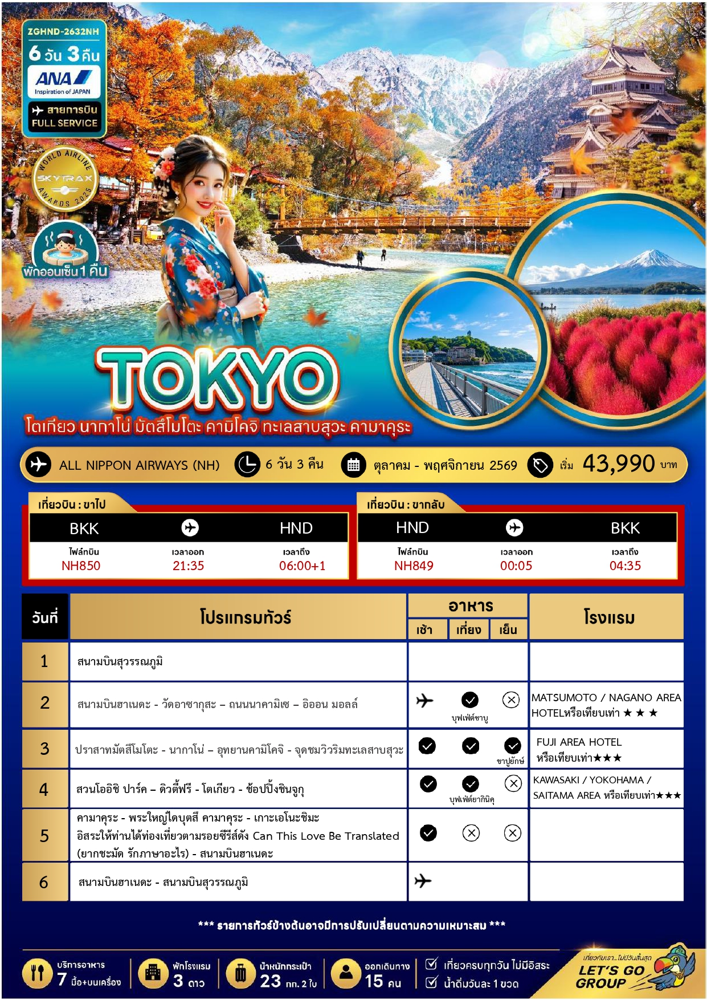 ZGHND-2632NH
6 วัน 3 คืน
ANA
Inspiration of JAPAN
สายการบิน
FULL SERVICE
WORLD AIRLINE
SKYTRAX
AWARDS 2025
พักออนเซ็น 1 คืน
TOKYO
โตเกียว นากาโน่ มัตสึโมโตะ คามิโคจิ ทะเลสาบสุวะ คามาคุระ
ALL NIPPON AIRWAYS (NH) 6 วัน 3 คืน ตุลาคม - พฤศจิกายน 2569 เริ่ม 43,990 บาท
เที่ยวบิน : ขาไป
BKK HND
ไฟล์ทบิน เวลาออก เวลาถึง
NH850 21:35 06:00+1
เที่ยวบิน : ขากลับ
HND BKK
ไฟล์ทบิน เวลาออก เวลาถึง
NH849 00:05 04:35
วันที่ โปรแกรมทัวร์ อาหาร โรงแรม
เช้า เที่ยง เย็น
1 สนามบินสุวรรณภูมิ
2 สนามบินฮาเนดะ - วัดอาซากุสะ – ถนนนาคามิเซ – อิออน มอลล์
บุฟเฟ่ต์ชาบู
MATSUMOTO / NAGANO AREA
HOTELหรือเทียบเท่า ★ ★ ★
3 ปราสาทมัตสึโมโตะ - นากาโน่ – อุทยานคามิโคจิ - จุดชมวิวริมทะเลสาบสุวะ
ขาปูยักษ์
FUJI AREA HOTEL
หรือเทียบเท่า★★★
4 สวนโออิชิ ปาร์ค – ดิวตี้ฟรี - โตเกียว - ช้อปปิ้งชินจูกุ
บุฟเฟ่ต์ยากินิคุ
KAWASAKI / YOKOHAMA /
SAITAMA AREA หรือเทียบเท่า★★★
5 คามาคุระ - พระใหญ่ไดบุตสึ คามาคุระ - เกาะเอโนะชิมะ
อิสระให้ท่านได้ท่องเที่ยวตามรอยซีรีส์ดัง Can This Love Be Translated
(ยากชะมัด รักภาษาอะไร) - สนามบินฮาเนดะ
6 สนามบินฮาเนดะ - สนามบินสุวรรณภูมิ
*** รายการทัวร์ข้างต้นอาจมีการปรับเปลี่ยนตามความเหมาะสม ***
บริการอาหาร
7 มื้อ+บนเครื่อง
พักโรงแรม
3 ดาว
น้ำหนักกระเป๋า
23 กก. 2 ใบ
ออกเดินทาง
15 คน
เที่ยวครบทุกวัน ไม่มีอิสระ
น้ำดื่มวันละ 1 ขวด
เที่ยวกับเรา...ไม่มีวันสิ้นสุด
LET'S GO
GROUP